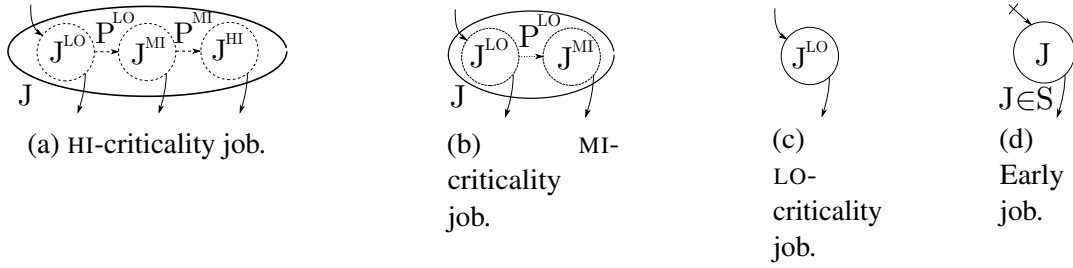 P^LO P^MI
J^LO J^MI J^HI
J
(a) HI-criticality job.
P^LO
J^LO J^MI
J
(b) MI-
criticality
job.
J^LO
(c)
LO-
criticality
job.
J
J∈S
(d)
Early
job.